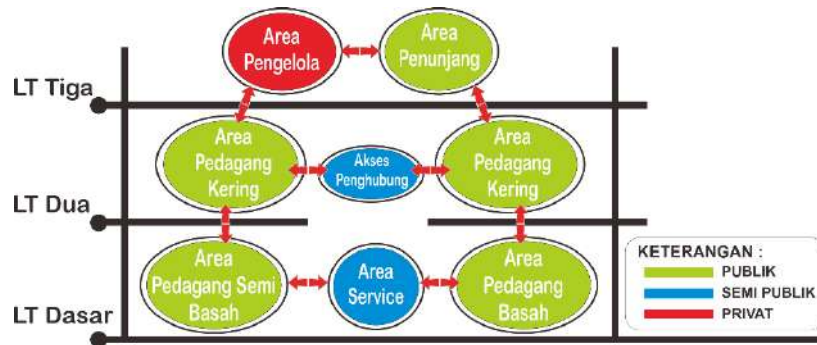 Area
Pengelola
Area
Penunjang
LT Tiga
Area
Pedagang
Kering
Akses
Penghubung
Area
Pedagang
Kering
LT Dua
Area
Pedagang Semi
Basah
Area
Service
Area
Pedagang
Basah
LT Dasar
KETERANGAN :
PUBLIK
SEMI PUBLIK
PRIVAT